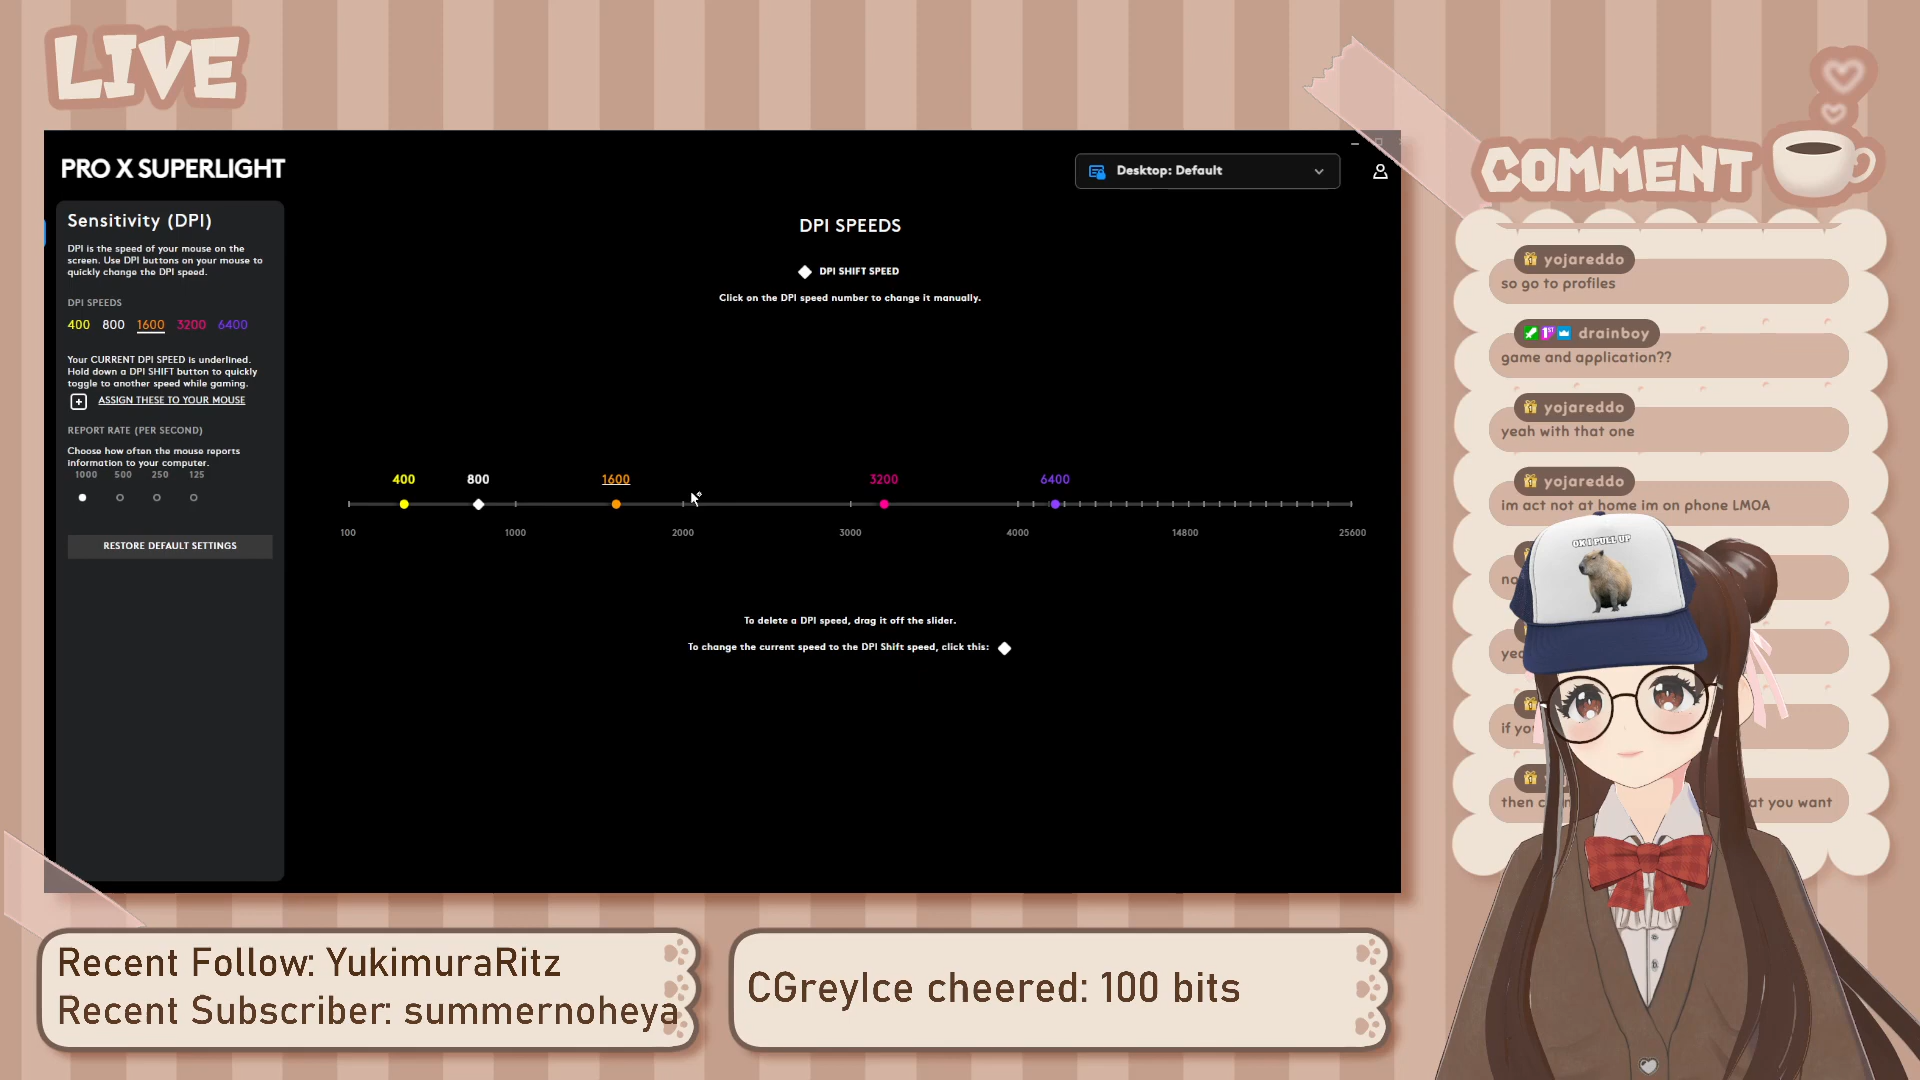 LIVE
PRO X SUPERLIGHT
Desktop: Default
Sensitivity (DPI)
DPI is the speed of your mouse on the
screen. Use DPI buttons on your mouse to
quickly change the DPI speed.
DPI SPEEDS
400 800 1600 3200 6400
Your CURRENT DPI SPEED is underlined.
Hold down a DPI SHIFT button to quickly
toggle to another speed while gaming.
ASSIGN THESE TO YOUR MOUSE
REPORT RATE (PER SECOND)
Choose how often the mouse reports
information to your computer.
1000 500 250 125
RESTORE DEFAULT SETTINGS
DPI SPEEDS
DPI SHIFT SPEED
Click on the DPI speed number to change it manually.
400 800 1600 3200 6400
100 1000 2000 3000 4000 14800 25600
To delete a DPI speed, drag it off the slider.
To change the current speed to the DPI Shift speed, click this:
COMMENT
yojareddo
so go to profiles
1ST drainboy
game and application??
yojareddo
yeah with that one
yojareddo
im act not at home im on phone LMOA
if
then
at you want
OK I PULL UP
Recent Follow: YukimuraRitz
Recent Subscriber: summernoheya
CGreyIce cheered: 100 bits